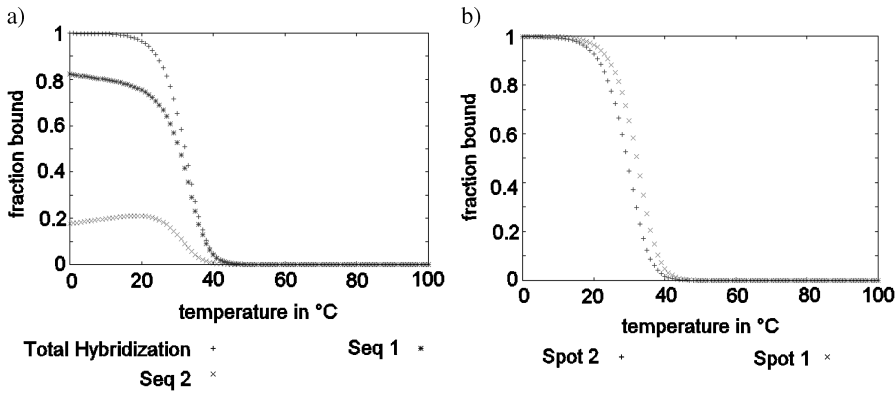 a)
1
0.8
0.6
0.4
0.2
0
fraction bound
0 20 40 60 80 100
temperature in °C
Total Hybridization + Seq 1 *
Seq 2 ×
b)
1
0.8
0.6
0.4
0.2
0
fraction bound
0 20 40 60 80 100
temperature in °C
Spot 2 + Spot 1 ×